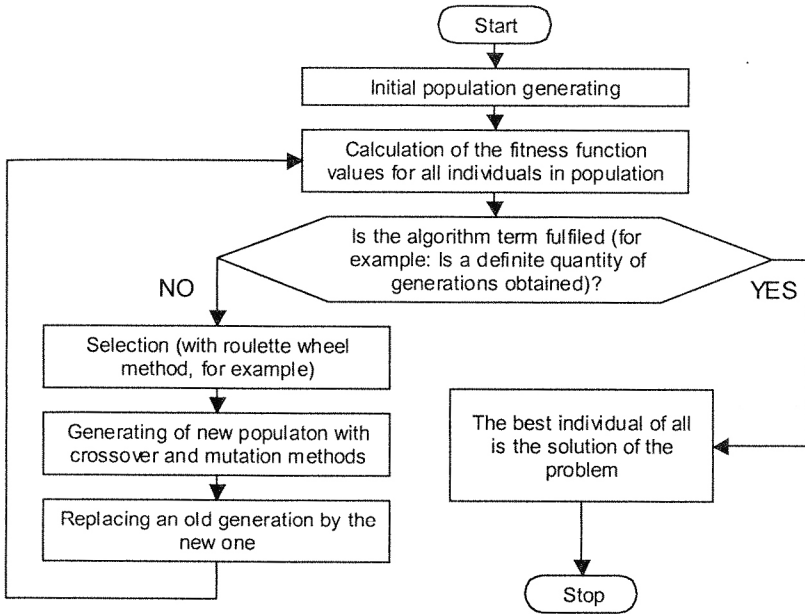 Start
Initial population generating
Calculation of the fitness function
values for all individuals in population
Is the algorithm term fulfiled (for
example: Is a definite quantity of
generations obtained)?
NO
YES
Selection (with roulette wheel
method, for example)
Generating of new populaton with
crossover and mutation methods
Replacing an old generation by the
new one
The best individual of all
is the solution of the
problem
Stop